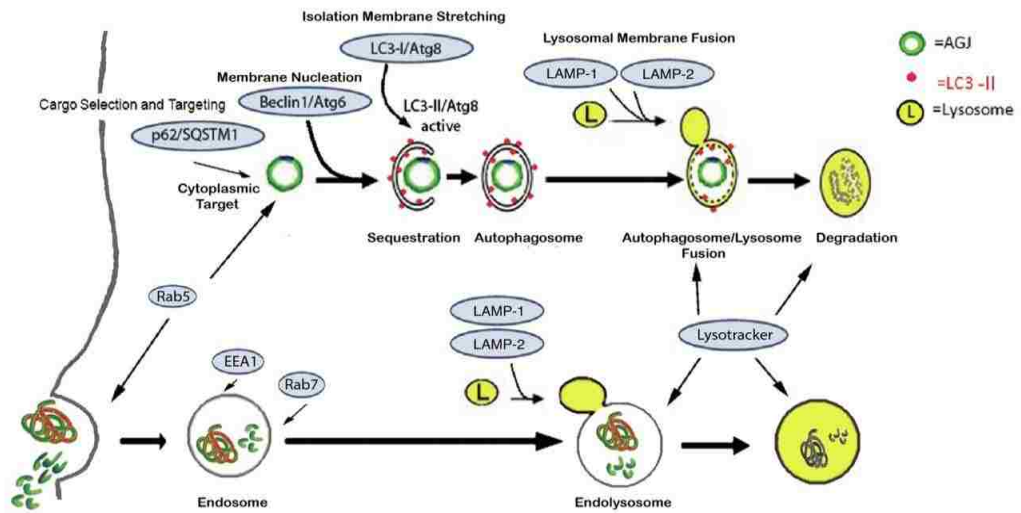 Isolation Membrane Stretching
LC3-I/Atg8
Lysosomal Membrane Fusion
LAMP-1
LAMP-2
=AGJ
=LC3 -II
=Lysosome
Membrane Nucleation
Beclin1/Atg6
LC3-II/Atg8
active
L
Cargo Selection and Targeting
p62/SQSTM1
Cytoplasmic
Target
L
Sequestration
Autophagosome
Autophagosome/Lysosome
Fusion
Degradation
Rab5
LAMP-1
LAMP-2
Lysotracker
EEA1
Rab7
L
Endosome
Endolysosome